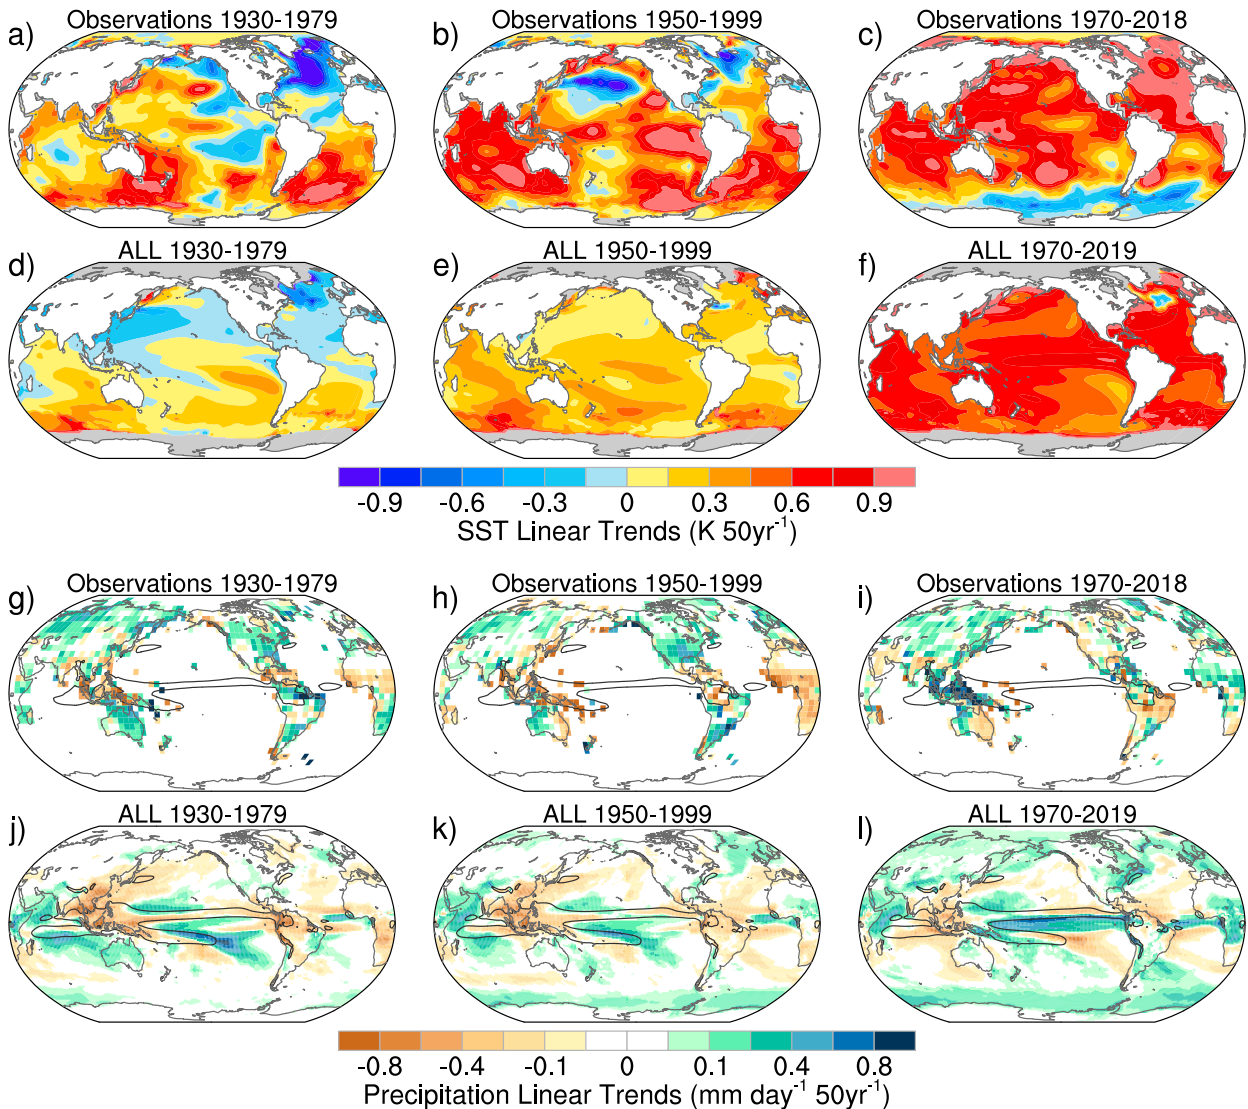 Observations 1930-1979
Observations 1950-1999
Observations 1970-2018
a)
b)
c)
ALL 1930-1979
ALL 1950-1999
ALL 1970-2019
d)
e)
f)
-0.9 -0.6 -0.3 0 0.3 0.6 0.9
SST Linear Trends (K 50yr⁻¹)
Observations 1930-1979
Observations 1950-1999
Observations 1970-2018
g)
h)
i)
ALL 1930-1979
ALL 1950-1999
ALL 1970-2019
j)
k)
l)
-0.8 -0.4 -0.1 0 0.1 0.4 0.8
Precipitation Linear Trends (mm day⁻¹ 50yr⁻¹)